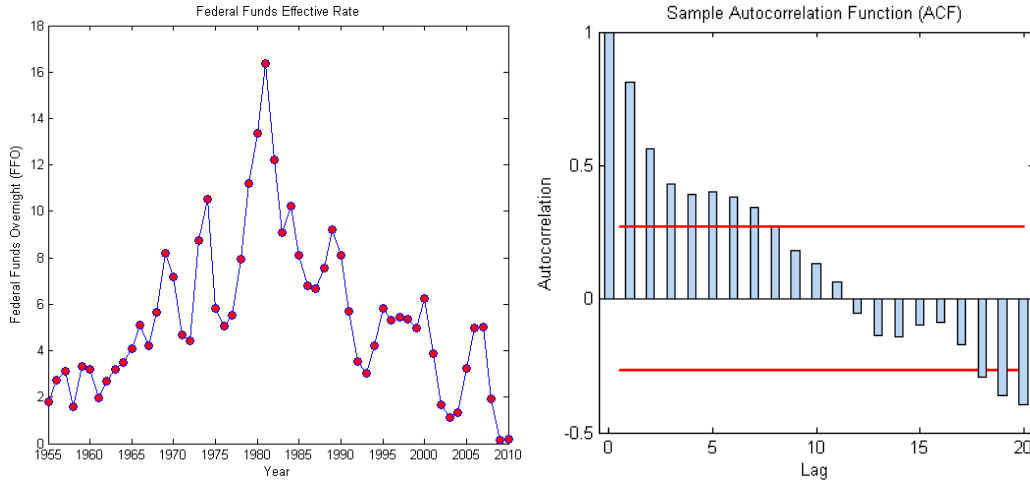 Federal Funds Effective Rate
Federal Funds Overnight (FFO)
18
16
14
12
10
8
6
4
2
0
1955 1960 1965 1970 1975 1980 1985 1990 1995 2000 2005 2010
Year
Sample Autocorrelation Function (ACF)
Autocorrelation
1
0.5
0
-0.5
0 5 10 15 20
Lag